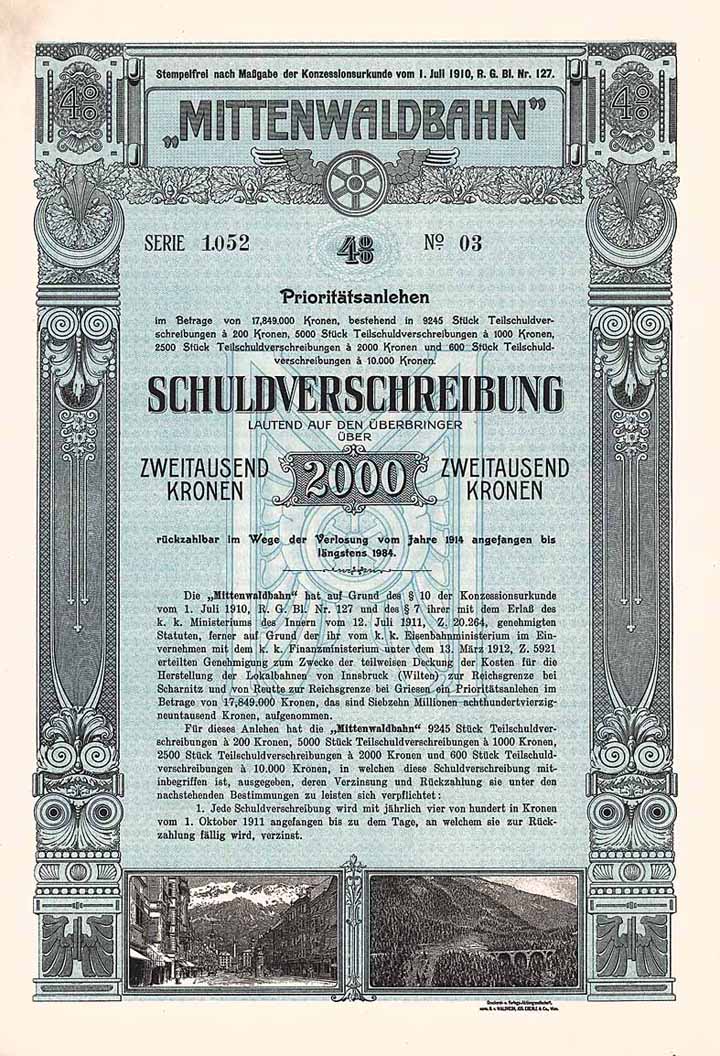 Stempelfrei nach Maßgabe der Konzessionsurkunde vom 1. Juli 1910, R. G. Bl. Nr. 127.
4%
4%
„MITTENWALDBAHN”
SERIE 1.052
4%
No 03
Prioritätsanlehen
im Betrage von 17,849.000 Kronen, bestehend in 9245 Stück Teilschuldver-
schreibungen à 200 Kronen, 5000 Stück Teilschuldverschreibungen à 1000 Kronen,
2500 Stück Teilschuldverschreibungen à 2000 Kronen und 600 Stück Teilschuld-
verschreibungen à 10.000 Kronen.
SCHULDVERSCHREIBUNG
LAUTEND AUF DEN ÜBERBRINGER
ÜBER
ZWEITAUSEND
KRONEN
2000
ZWEITAUSEND
KRONEN
rückzahlbar im Wege der Verlosung vom Jahre 1914 angefangen bis
längstens 1984.
Die „Mittenwaldbahn“ hat auf Grund des § 10 der Konzessionsurkunde
vom 1. Juli 1910, R. G. Bl. Nr. 127 und des § 7 ihrer mit dem Erlaß des
k. k. Ministeriums des Innern vom 12. Juli 1911, Z. 20.264, genehmigten
Statuten, ferner auf Grund der ihr vom k. k. Eisenbahnministerium im Ein-
vernehmen mit dem k. k. Finanzministerium unter dem 13. März 1912, Z. 5921
erteilten Genehmigung zum Zwecke der teilweisen Deckung der Kosten für die
Herstellung der Lokalbahnen von Innsbruck (Wilten) zur Reichsgrenze bei
Scharnitz und von Reutte zur Reichsgrenze bei Griesen ein Prioritätsanlehen im
Betrage von 17,849.000 Kronen, das sind Siebzehn Millionen achthundertvierzig-
neuntausend Kronen, aufgenommen.
Für dieses Anlehen hat die „Mittenwaldbahn“ 9245 Stück Teilschuldver-
schreibungen à 200 Kronen, 5000 Stück Teilschuldverschreibungen à 1000 Kronen,
2500 Stück Teilschuldverschreibungen à 2000 Kronen und 600 Stück Teilschuld-
verschreibungen à 10.000 Kronen, in welchen diese Schuldverschreibung mit-
inbegriffen ist, ausgegeben, deren Verzinsung und Rückzahlung sie unter den
nachstehenden Bestimmungen zu leisten sich verpflichtet:
1. Jede Schuldverschreibung wird mit jährlich vier von hundert in Kronen
vom 1. Oktober 1911 angefangen bis zu dem Tage, an welchem sie zur Rück-
zahlung fällig wird, verzinst.
Druckerei- u. Verlags-Aktiengesellschaft,
vorm. R. v. WALDHEIM, JOS. EBERLE & Co., Wien.